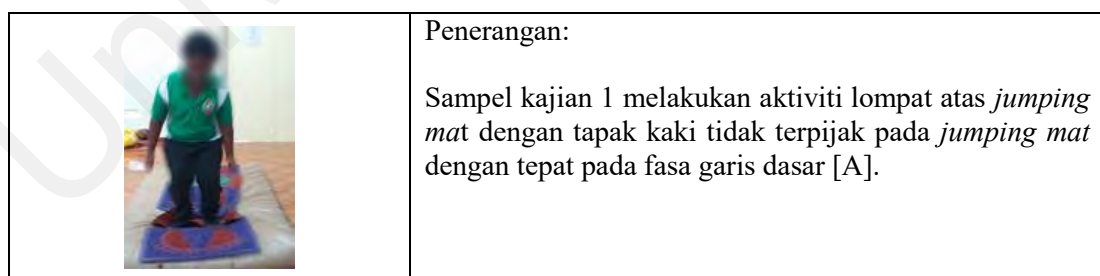 Penerangan:
Sampel kajian 1 melakukan aktiviti lompat atas jumping
mat dengan tapak kaki tidak terpijak pada jumping mat
dengan tepat pada fasa garis dasar [A].